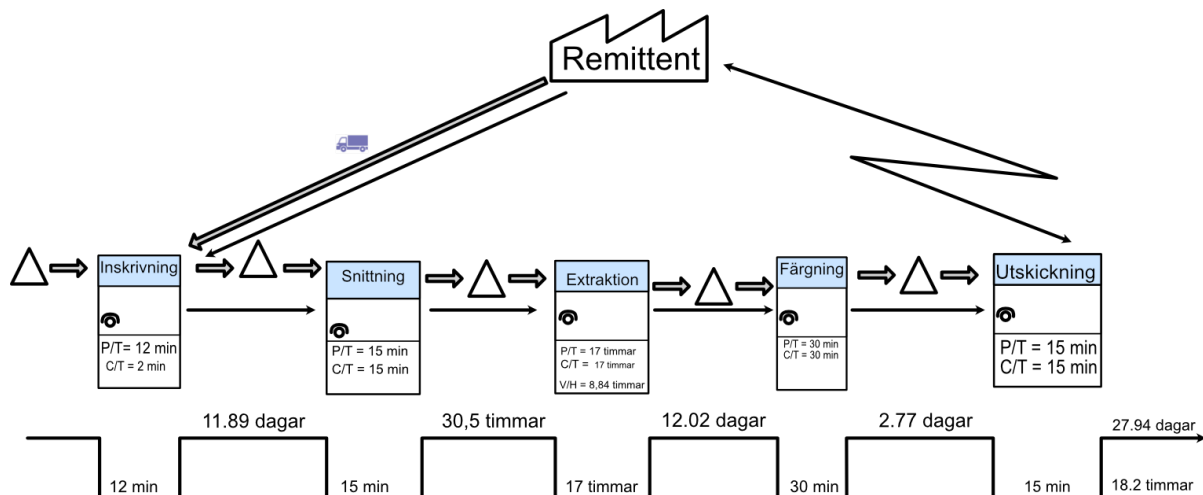 Remittent
Inskrivning
P/T= 12 min
C/T= 2 min
Snittning
P/T = 15 min
C/T = 15 min
Extraktion
P/T = 17 timmar
C/T = 17 timmar
V/H = 8,84 timmar
Färgning
P/T = 30 min
C/T = 30 min
Utskickning
P/T = 15 min
C/T = 15 min
11.89 dagar
30,5 timmar
12.02 dagar
2.77 dagar
27.94 dagar
12 min
15 min
17 timmar
30 min
15 min
18.2 timmar